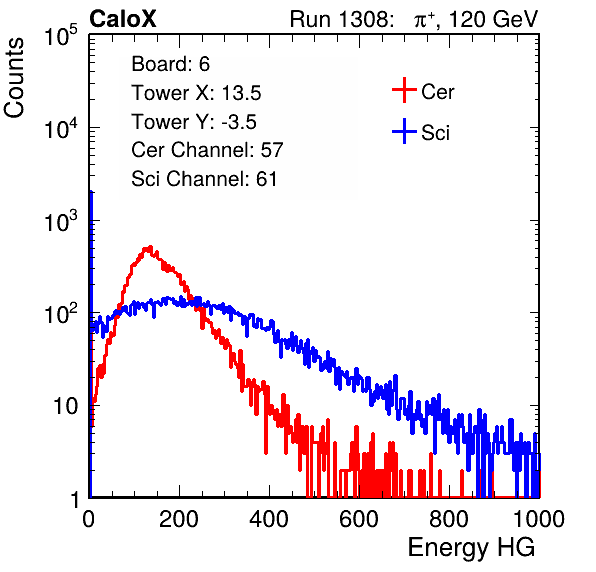 CaloX Run 1308: π⁺, 120 GeV
Counts
10⁵
10⁴
10³
10²
10
1
Board: 6
Tower X: 13.5
Tower Y: -3.5
Cer Channel: 57
Sci Channel: 61
Cer
Sci
0 200 400 600 800 1000
Energy HG